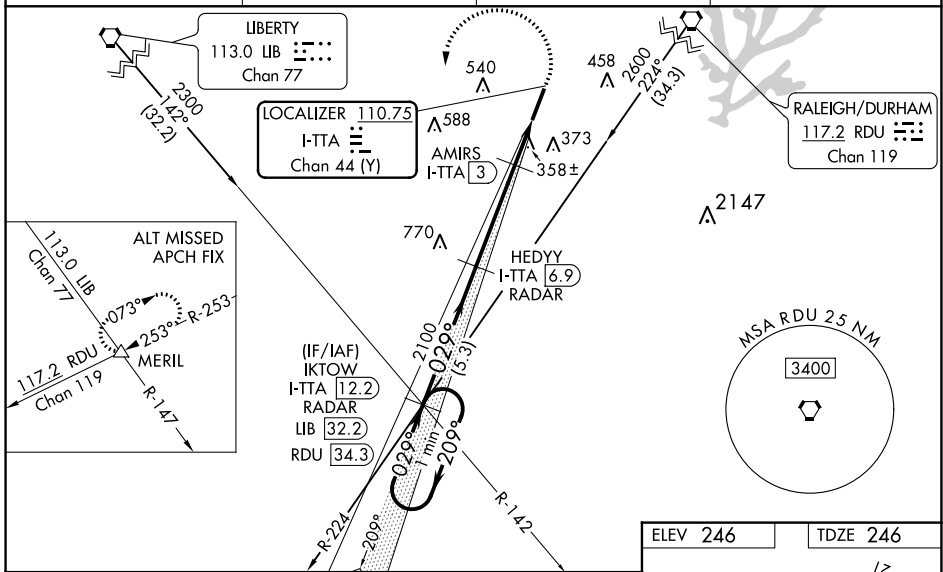 LIBERTY
113.0 LIB
Chan 77
2300
142°
(32.2)
LOCALIZER 110.75
I-TTA
Chan 44 (Y)
540
588
458
2600
224°
(34.3)
RALEIGH/DURHAM
117.2 RDU
Chan 119
373
358±
AMIRS
I-TTA 3
2147
770
HEDYY
I-TTA 6.9
RADAR
ALT MISSED
APCH FIX
113.0 LIB
Chan 77
073°
253°
R-253
MERIL
117.2 RDU
Chan 119
R-147
2100
029°
(5.3)
(IF/IAF)
IKTOW
I-TTA 12.2
RADAR
LIB 32.2
RDU 34.3
029°
1 min
209°
R-224
209°
R-142
MSA RDU 25 NM
3400
ELEV 246
TDZE 246